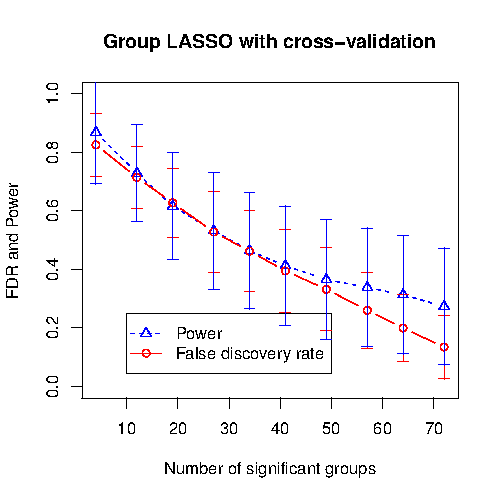 Group LASSO with cross−validation
FDR and Power
1.0
0.8
0.6
0.4
0.2
0.0
Power
False discovery rate
10 20 30 40 50 60 70
Number of significant groups